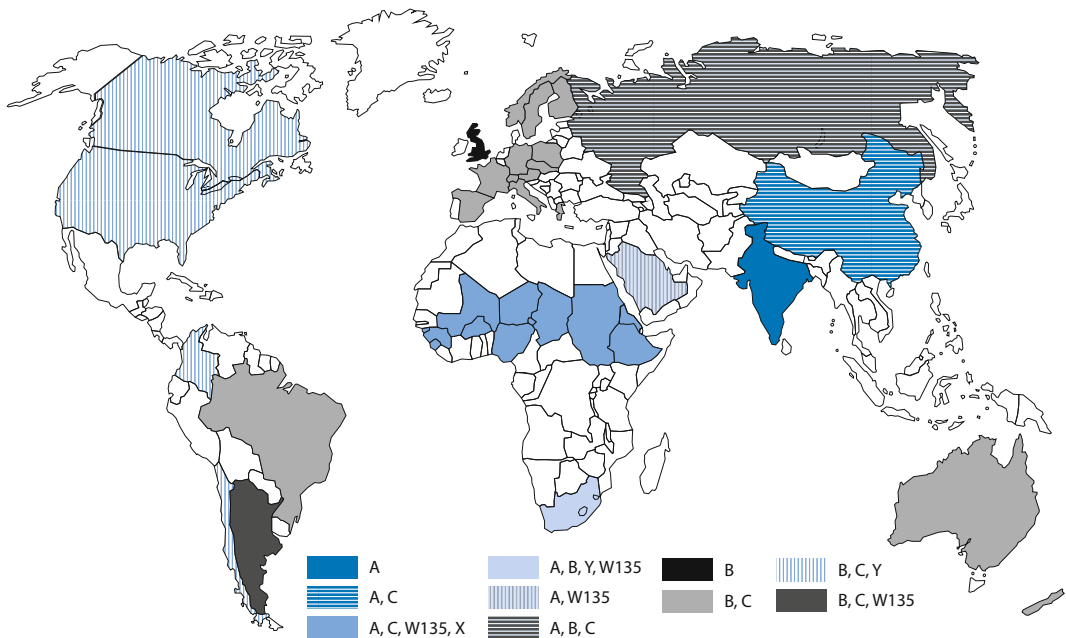 A
A, C
A, C, W135, X
A, B, Y, W135
A, W135
A, B, C
B
B, C
B, C, Y
B, C, W135